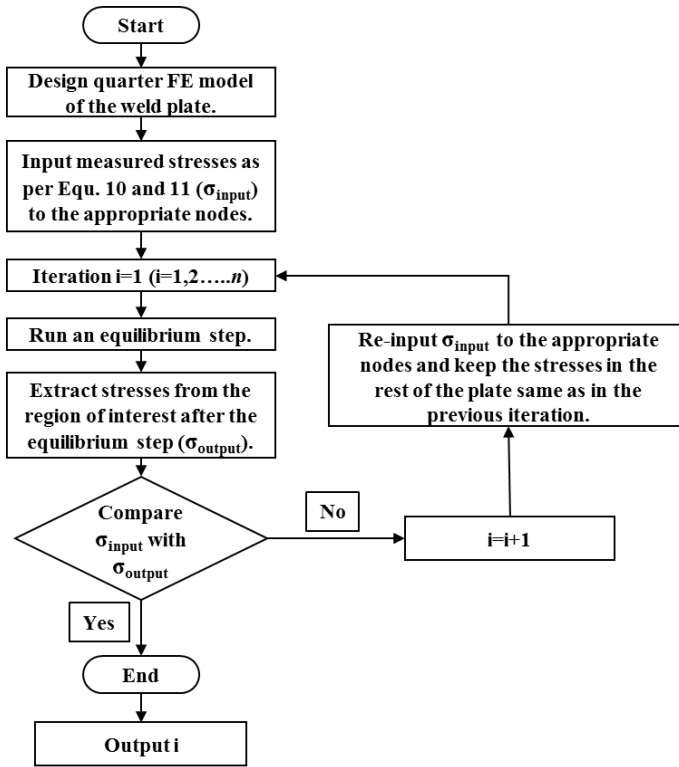 Start
Design quarter FE model
of the weld plate.
Input measured stresses as
per Equ. 10 and 11 (σinput)
to the appropriate nodes.
Iteration i=1 (i=1,2…..n)
Run an equilibrium step.
Extract stresses from the
region of interest after the
equilibrium step (σoutput).
Compare
σinput with
σoutput
No
i=i+1
Re-input σinput to the appropriate
nodes and keep the stresses in the
rest of the plate same as in the
previous iteration.
Yes
End
Output i